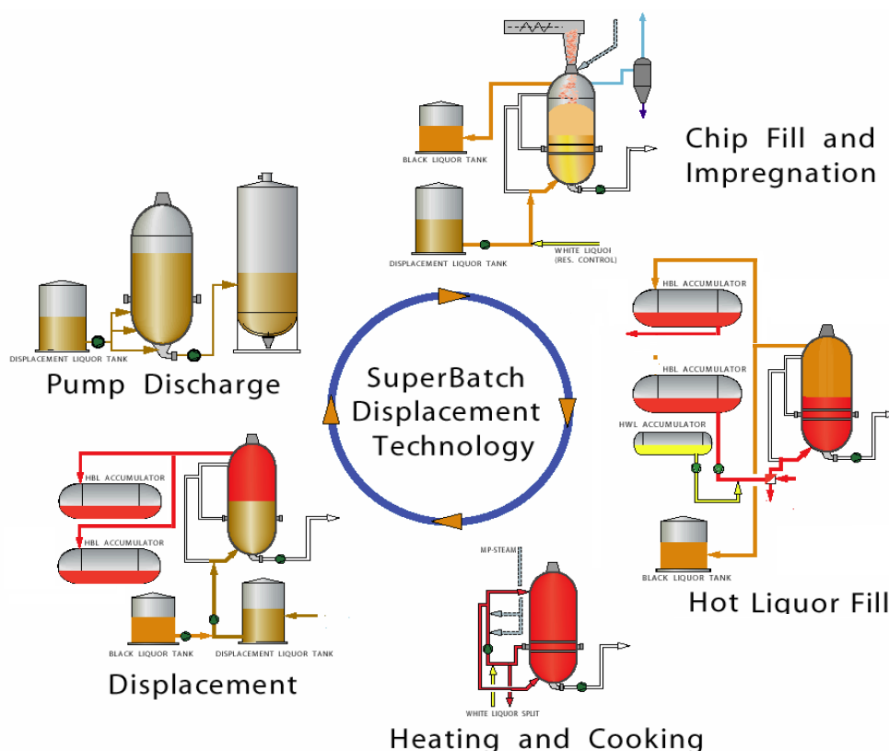 BLACK LIQUOR TANK
Chip Fill and
Impregnation
DISPLACEMENT LIQUOR TANK
WHITE LIQUOI
(RES. CONTROL)
HBL ACCUMULATOR
HBL ACCUMULATOR
HWL ACCUMULATOR
BLACK LIQUOR TANK
Hot Liquor Fill
MP-STEAM
WHITE LIQUOR SPLIT
Heating and Cooking
HBL ACCUMULATOR
HBL ACCUMULATOR
BLACK LIQUOR TANK
DISPLACEMENT LIQUOR TANK
Displacement
DISPLACEMENT LIQUOR TANK
Pump Discharge
SuperBatch
Displacement
Technology